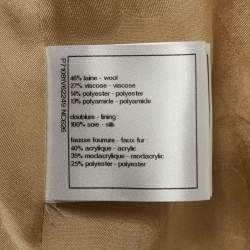 46% laine - wool
27% viscose - viscose
14% polyester - polyester
13% polyamide - polyamide
doublure - lining :
100% soie - silk
fausse fourrure - faux fur :
40% acrylique - acrylic
35% modacrylique - modacrylic
25% polyester - polyester